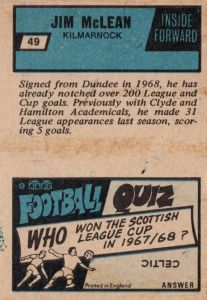 49
JIM McLEAN
KILMARNOCK
INSIDE
FORWARD
Signed from Dundee in 1968, he has
already notched over 200 League and
Cup goals. Previously with Clyde and
Hamilton Academicals, he made 31
League appearances last season, scor-
ing 5 goals.
© A&BC
FOOTBALL QUIZ
WHO WON THE SCOTTISH
LEAGUE CUP
IN 1967/68?
CELTIC
Printed in England
ANSWER